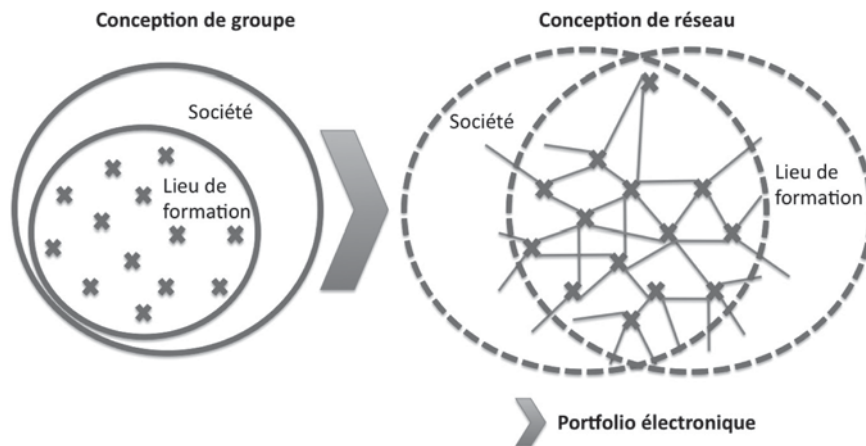 Conception de groupe
Conception de réseau
Société
Lieu de
formation
Société
Lieu de
formation
Portfolio électronique